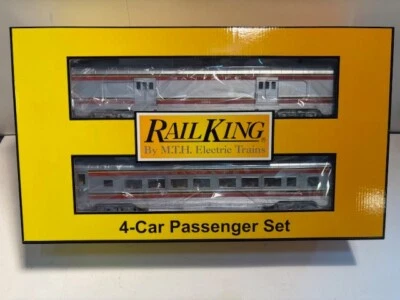 RAILKING
By M.T.H. Electric Trains
4-Car Passenger Set